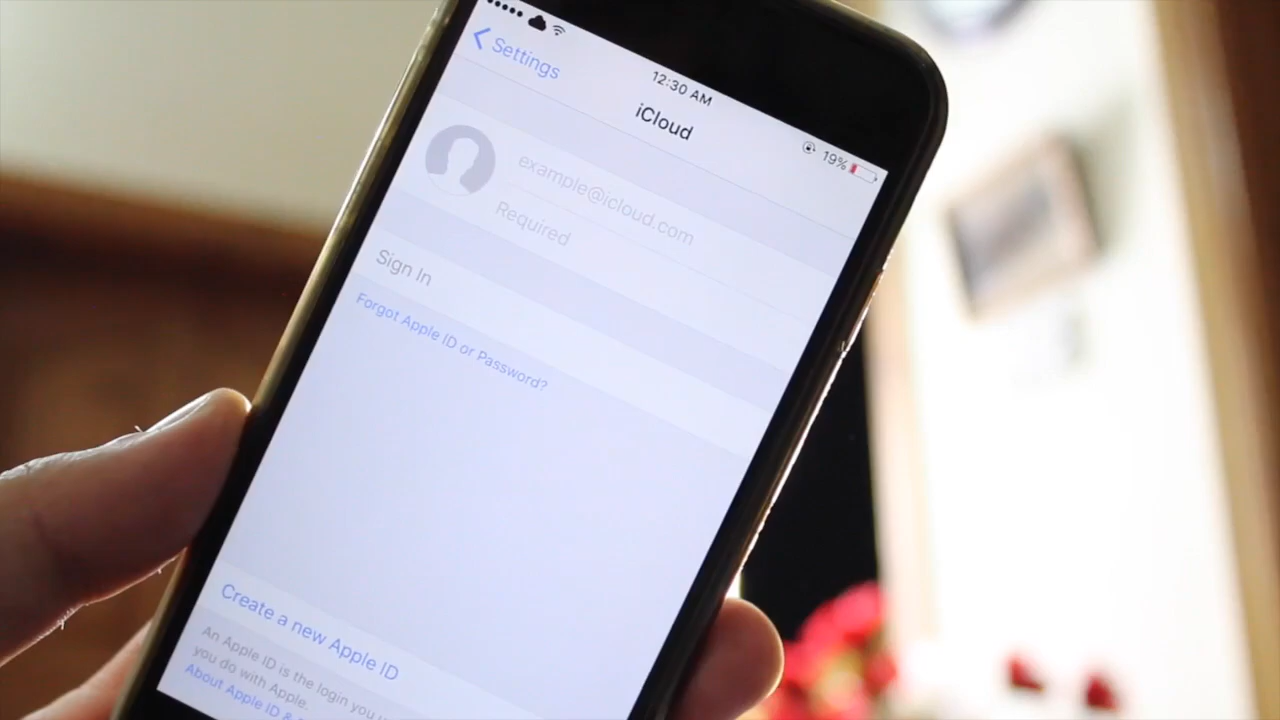 12:30 AM
19%
Settings
iCloud
example@icloud.com
Required
Sign In
Forgot Apple ID or Password?
Create a new Apple ID
An Apple ID is the login you
you do with Apple.
About Apple ID &